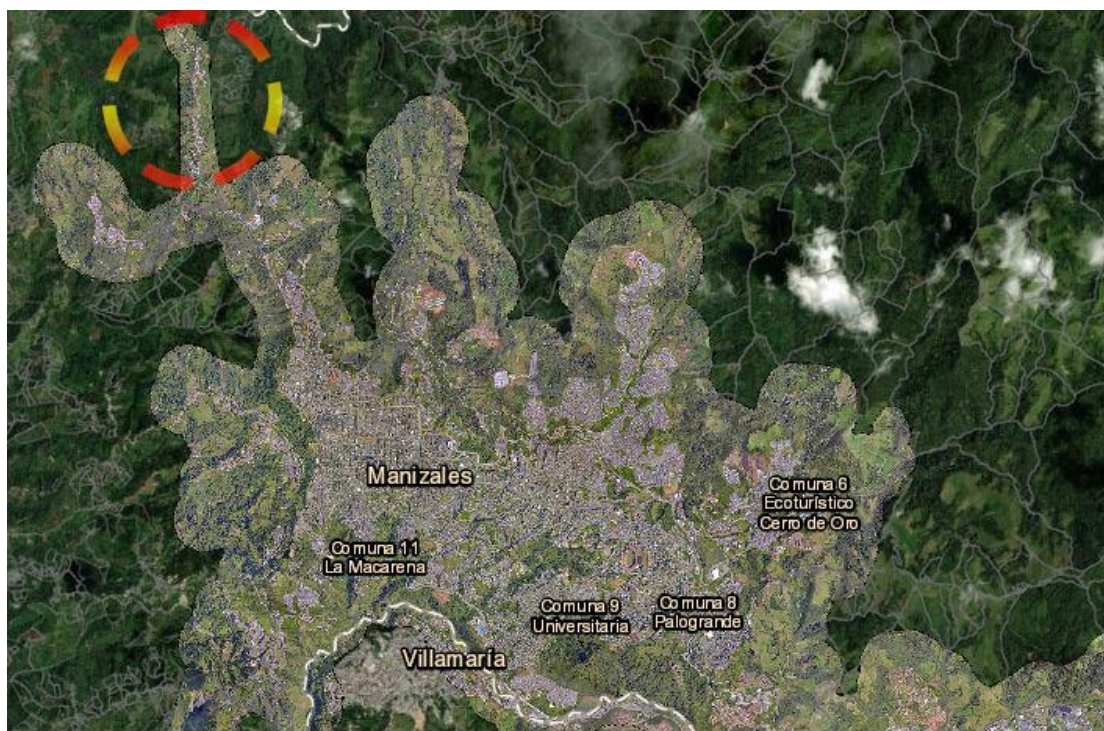 Manizales
Comuna 6
Ecoturístico
Cerro de Oro
Comuna 11
La Macarena
Comuna 9
Universitaria
Comuna 8
Palogrande
Villamaría